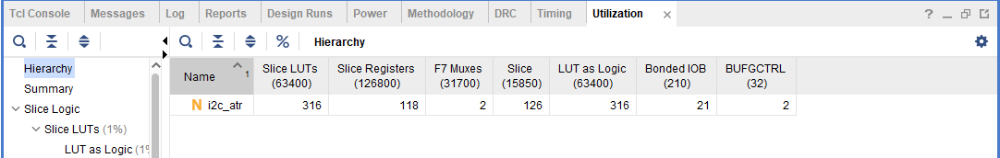 Tcl Console Messages Log Reports Design Runs Power Methodology DRC Timing Utilization
Hierarchy
Summary
Slice Logic
Slice LUTs (1%)
LUT as Logic (1%
Hierarchy
Name 1 Slice LUTs (63400) Slice Registers (126800) F7 Muxes (31700) Slice (15850) LUT as Logic (63400) Bonded IOB (210) BUFGCTRL (32)
N i2c_atr 316 118 2 126 316 21 2